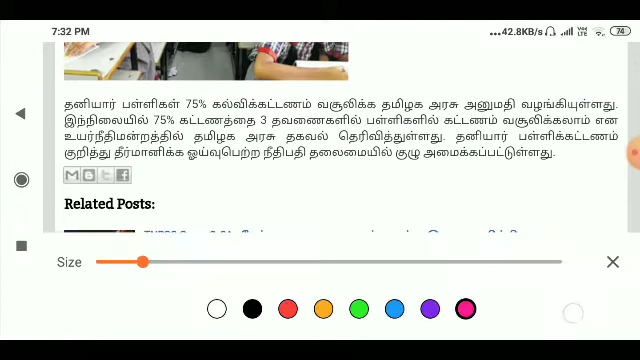 7:32 PM
...42.8KB/s
74
தனியார் பள்ளிகள் 75% கல்விக்கட்டணம் வசூலிக்க தமிழக அரசு அனுமதி வழங்கியுள்ளது.
இந்நிலையில் 75% கட்டணத்தை 3 தவணைகளில் பள்ளிகளில் கட்டணம் வசூலிக்கலாம் என
உயர்நீதிமன்றத்தில் தமிழக அரசு தகவல் தெரிவித்துள்ளது. தனியார் பள்ளிக்கட்டணம்
குறித்து தீர்மானிக்க ஓய்வுபெற்ற நீதிபதி தலைமையில் குழு அமைக்கப்பட்டுள்ளது.
Related Posts:
Size